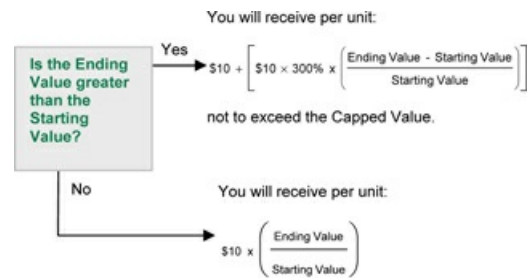 You will receive per unit:
Is the Ending
Value greater
than the
Starting
Value?
Yes
$10 + [ $10 × 300% x ( Ending Value - Starting Value / Starting Value ) ]
not to exceed the Capped Value.
No
You will receive per unit:
$10 x ( Ending Value / Starting Value )